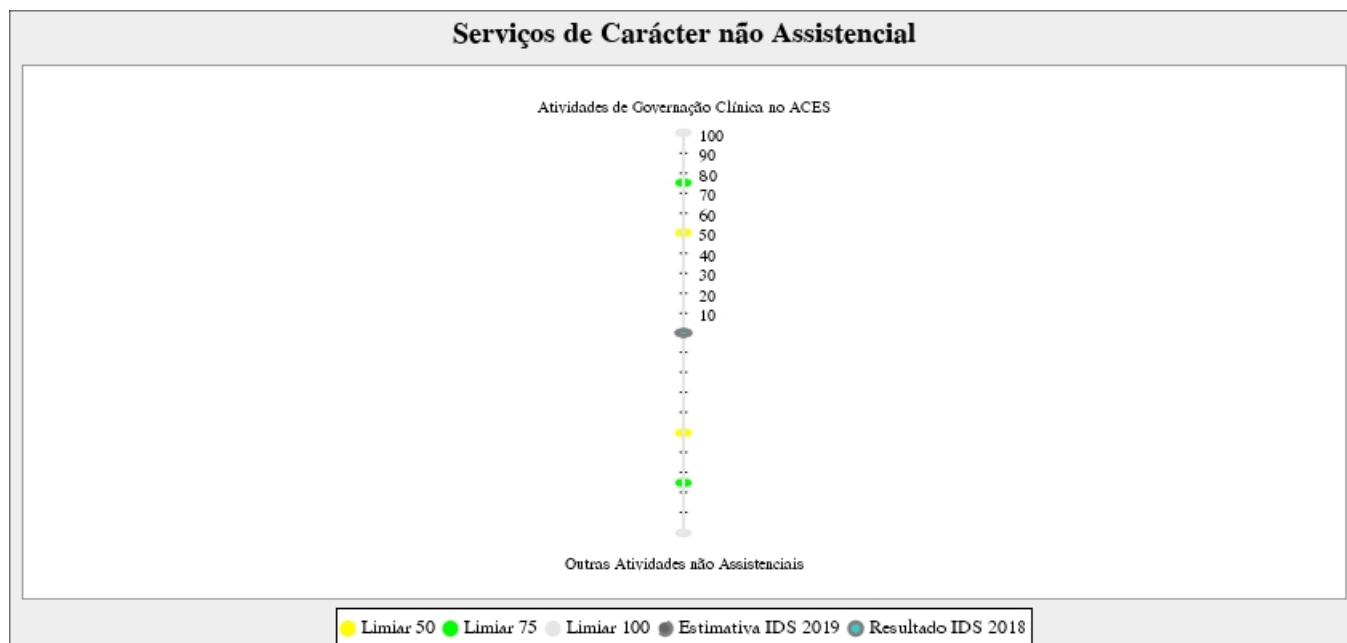 Serviços de Carácter não Assistencial
Atividades de Governação Clínica no ACES
100
90
80
70
60
50
40
30
20
10
Outras Atividades não Assistenciais
Limiar 50 Limiar 75 Limiar 100 Estimativa IDS 2019 Resultado IDS 2018